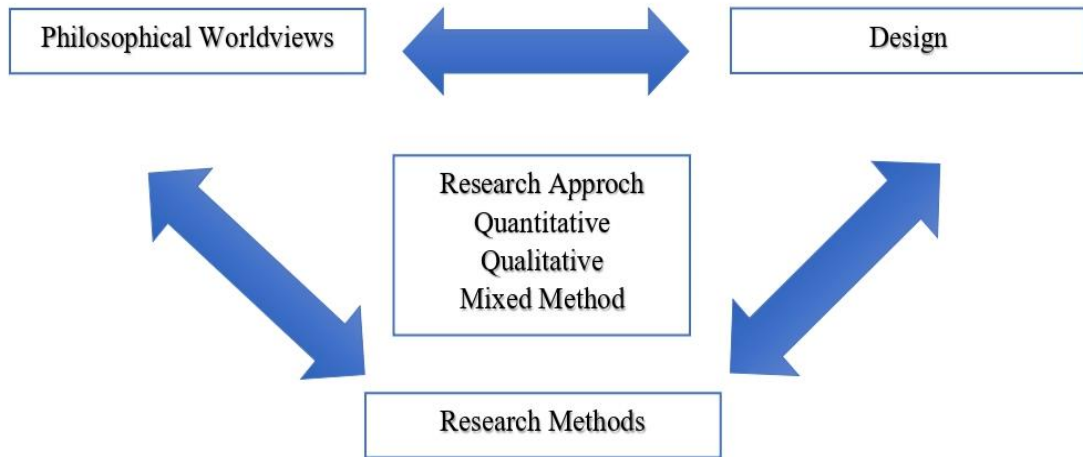 Philosophical Worldviews
Design
Research Approch
Quantitative
Qualitative
Mixed Method
Research Methods